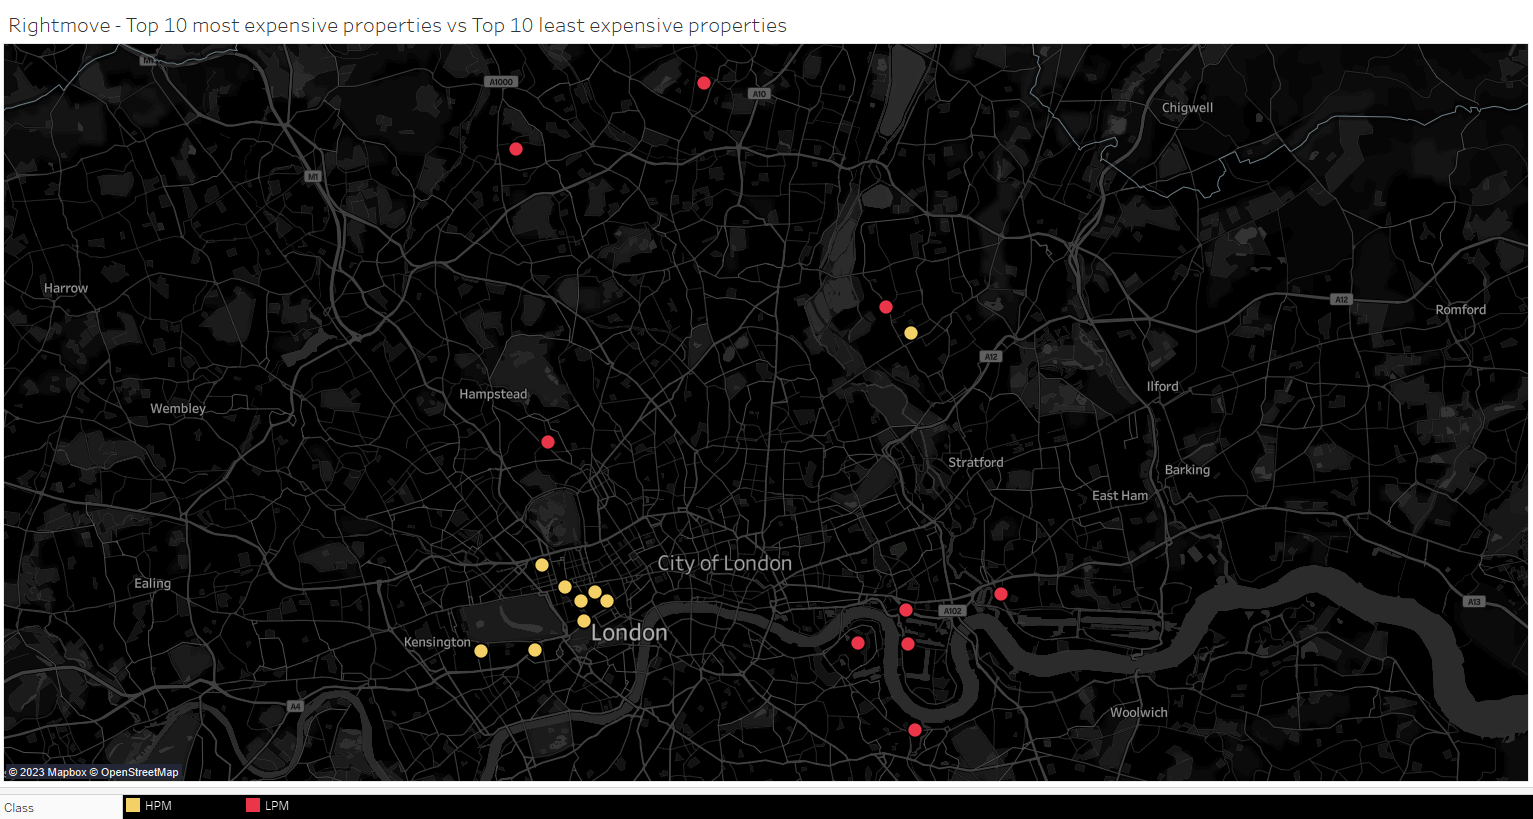 Rightmove - Top 10 most expensive properties vs Top 10 least expensive properties
M1
A1000
A10
Chigwell
M1
Harrow
A12
Romford
A12
Ilford
Hampstead
Wembley
Stratford
Barking
East Ham
City of London
Ealing
A13
A102
London
Kensington
A4
Woolwich
© 2023 Mapbox © OpenStreetMap
Class
HPM
LPM